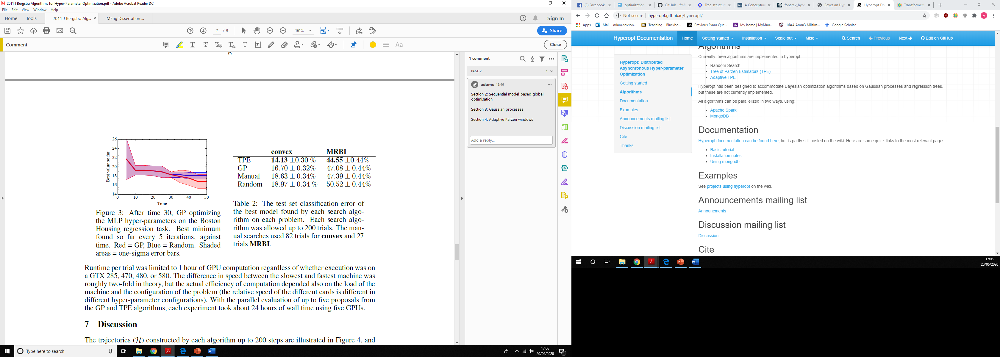 2011 J Bergstra Algorithms for Hyper-Parameter Optimization.pdf - Adobe Acrobat Reader DC
File Edit View Window Help
Home Tools 2011 J Bergstra Alg... × MEng Dissertation ... Sign In
7 / 9 161% Share
Comment Close
6
26
24
22
20
18
16
14
0 10 20 30 40 50
Best value so far
Time
Figure 3: After time 30, GP optimizing
the MLP hyper-parameters on the Boston
Housing regression task. Best minimum
found so far every 5 iterations, against
time. Red = GP, Blue = Random. Shaded
areas = one-sigma error bars.
convex MRBI
TPE 14.13 ±0.30 % 44.55 ±0.44%
GP 16.70 ± 0.32% 47.08 ± 0.44%
Manual 18.63 ± 0.34% 47.39 ± 0.44%
Random 18.97 ± 0.34 % 50.52 ± 0.44%
Table 2: The test set classification error of
the best model found by each search algo-
rithm on each problem. Each search algo-
rithm was allowed up to 200 trials. The man-
ual searches used 82 trials for convex and 27
trials MRBI.
Runtime per trial was limited to 1 hour of GPU computation regardless of whether execution was on
a GTX 285, 470, 480, or 580. The difference in speed between the slowest and fastest machine was
roughly two-fold in theory, but the actual efficiency of computation depended also on the load of the
machine and the configuration of the problem (the relative speed of the different cards is different in
different hyper-parameter configurations). With the parallel evaluation of up to five proposals from
the GP and TPE algorithms, each experiment took about 24 hours of wall time using five GPUs.
7 Discussion
The trajectories (H) constructed by each algorithm up to 200 steps are illustrated in Figure 4, and
1 comment
PAGE 2 1
adamc 15:46
Section 2: Sequential model-based global
optimisation
Section 3: Gaussian processes
Section 4: Adaptive Parzen windows
Add a reply...
Type here to search
17:06
20/06/2020
(2) Facebook optimization GitHub - fmf Tree-structur A Conceptua fonarev_hype Bayesian Hyp Hyperopt Do Transformer
Not secure | hyperopt.github.io/hyperopt/
Apps Mail – adam.coxson... Teaching – Blackbo... Previous Exam Que... My home | MyMan... 16AA Arma3 Milsim... Google Scholar
Hyperopt Documentation Home Getting started Installation Scale out Misc Search Previous Next Edit on GitHub
Hyperopt: Distributed
Asynchronous Hyper-parameter
Optimization
Getting started
Algorithms
Documentation
Examples
Announcements mailing list
Discussion mailing list
Cite
Thanks
Algorithms
Currently three algorithms are implemented in hyperopt:
• Random Search
• Tree of Parzen Estimators (TPE)
• Adaptive TPE
Hyperopt has been designed to accommodate Bayesian optimization algorithms based on Gaussian processes and regression trees,
but these are not currently implemented.
All algorithms can be parallelized in two ways, using:
• Apache Spark
• MongoDB
Documentation
Hyperopt documentation can be found here, but is partly still hosted on the wiki. Here are some quick links to the most relevant pages:
• Basic tutorial
• Installation notes
• Using mongodb
Examples
See projects using hyperopt on the wiki.
Announcements mailing list
Announcments
Discussion mailing list
Discussion
Cite
17:06
20/06/2020